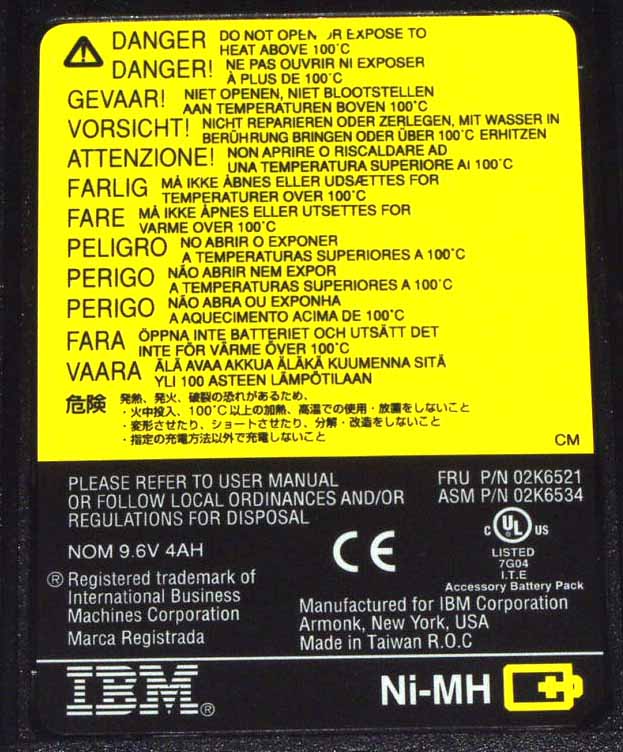 DANGER DO NOT OPEN OR EXPOSE TO
HEAT ABOVE 100°C
DANGER! NE PAS OUVRIR NI EXPOSER
À PLUS DE 100°C
GEVAAR! NIET OPENEN, NIET BLOOTSTELLEN
AAN TEMPERATUREN BOVEN 100°C
VORSICHT! NICHT REPARIEREN ODER ZERLEGEN, MIT WASSER IN
BERÜHRUNG BRINGEN ODER ÜBER 100°C ERHITZEN
ATTENZIONE! NON APRIRE O RISCALDARE AD
UNA TEMPERATURA SUPERIORE AI 100°C
FARLIG MÅ IKKE ÅBNES ELLER UDSÆTTES FOR
TEMPERATURER OVER 100°C
FARE MÅ IKKE ÅPNES ELLER UTSETTES FOR
VARME OVER 100°C
PELIGRO NO ABRIR O EXPONER
A TEMPERATURAS SUPERIORES A 100°C
PERIGO NÃO ABRIR NEM EXPOR
A TEMPERATURAS SUPERIORES A 100°C
PERIGO NÃO ABRA OU EXPONHA
A AQUECIMENTO ACIMA DE 100°C
FARA ÖPPNA INTE BATTERIET OCH UTSÄTT DET
INTE FÖR VÄRME ÖVER 100°C
VAARA ÄLÄ AVAA AKKUA ÄLÄKÄ KUUMENNA SITÄ
YLI 100 ASTEEN LÄMPÖTILAAN
危険 発熱、発火、破裂の恐れがあるため、
・火中投入、100°C以上の加熱、高温での使用・放置をしないこと
・変形させたり、ショートさせたり、分解・改造をしないこと
・指定の充電方法以外で充電しないこと
CM
PLEASE REFER TO USER MANUAL
OR FOLLOW LOCAL ORDINANCES AND/OR
REGULATIONS FOR DISPOSAL
FRU P/N 02K6521
ASM P/N 02K6534
NOM 9.6V 4AH
CE
C UL US
LISTED
7G04
I.T.E
Accessory Battery Pack
® Registered trademark of
International Business
Machines Corporation
Marca Registrada
Manufactured for IBM Corporation
Armonk, New York, USA
Made in Taiwan R.O.C
IBM®
Ni-MH